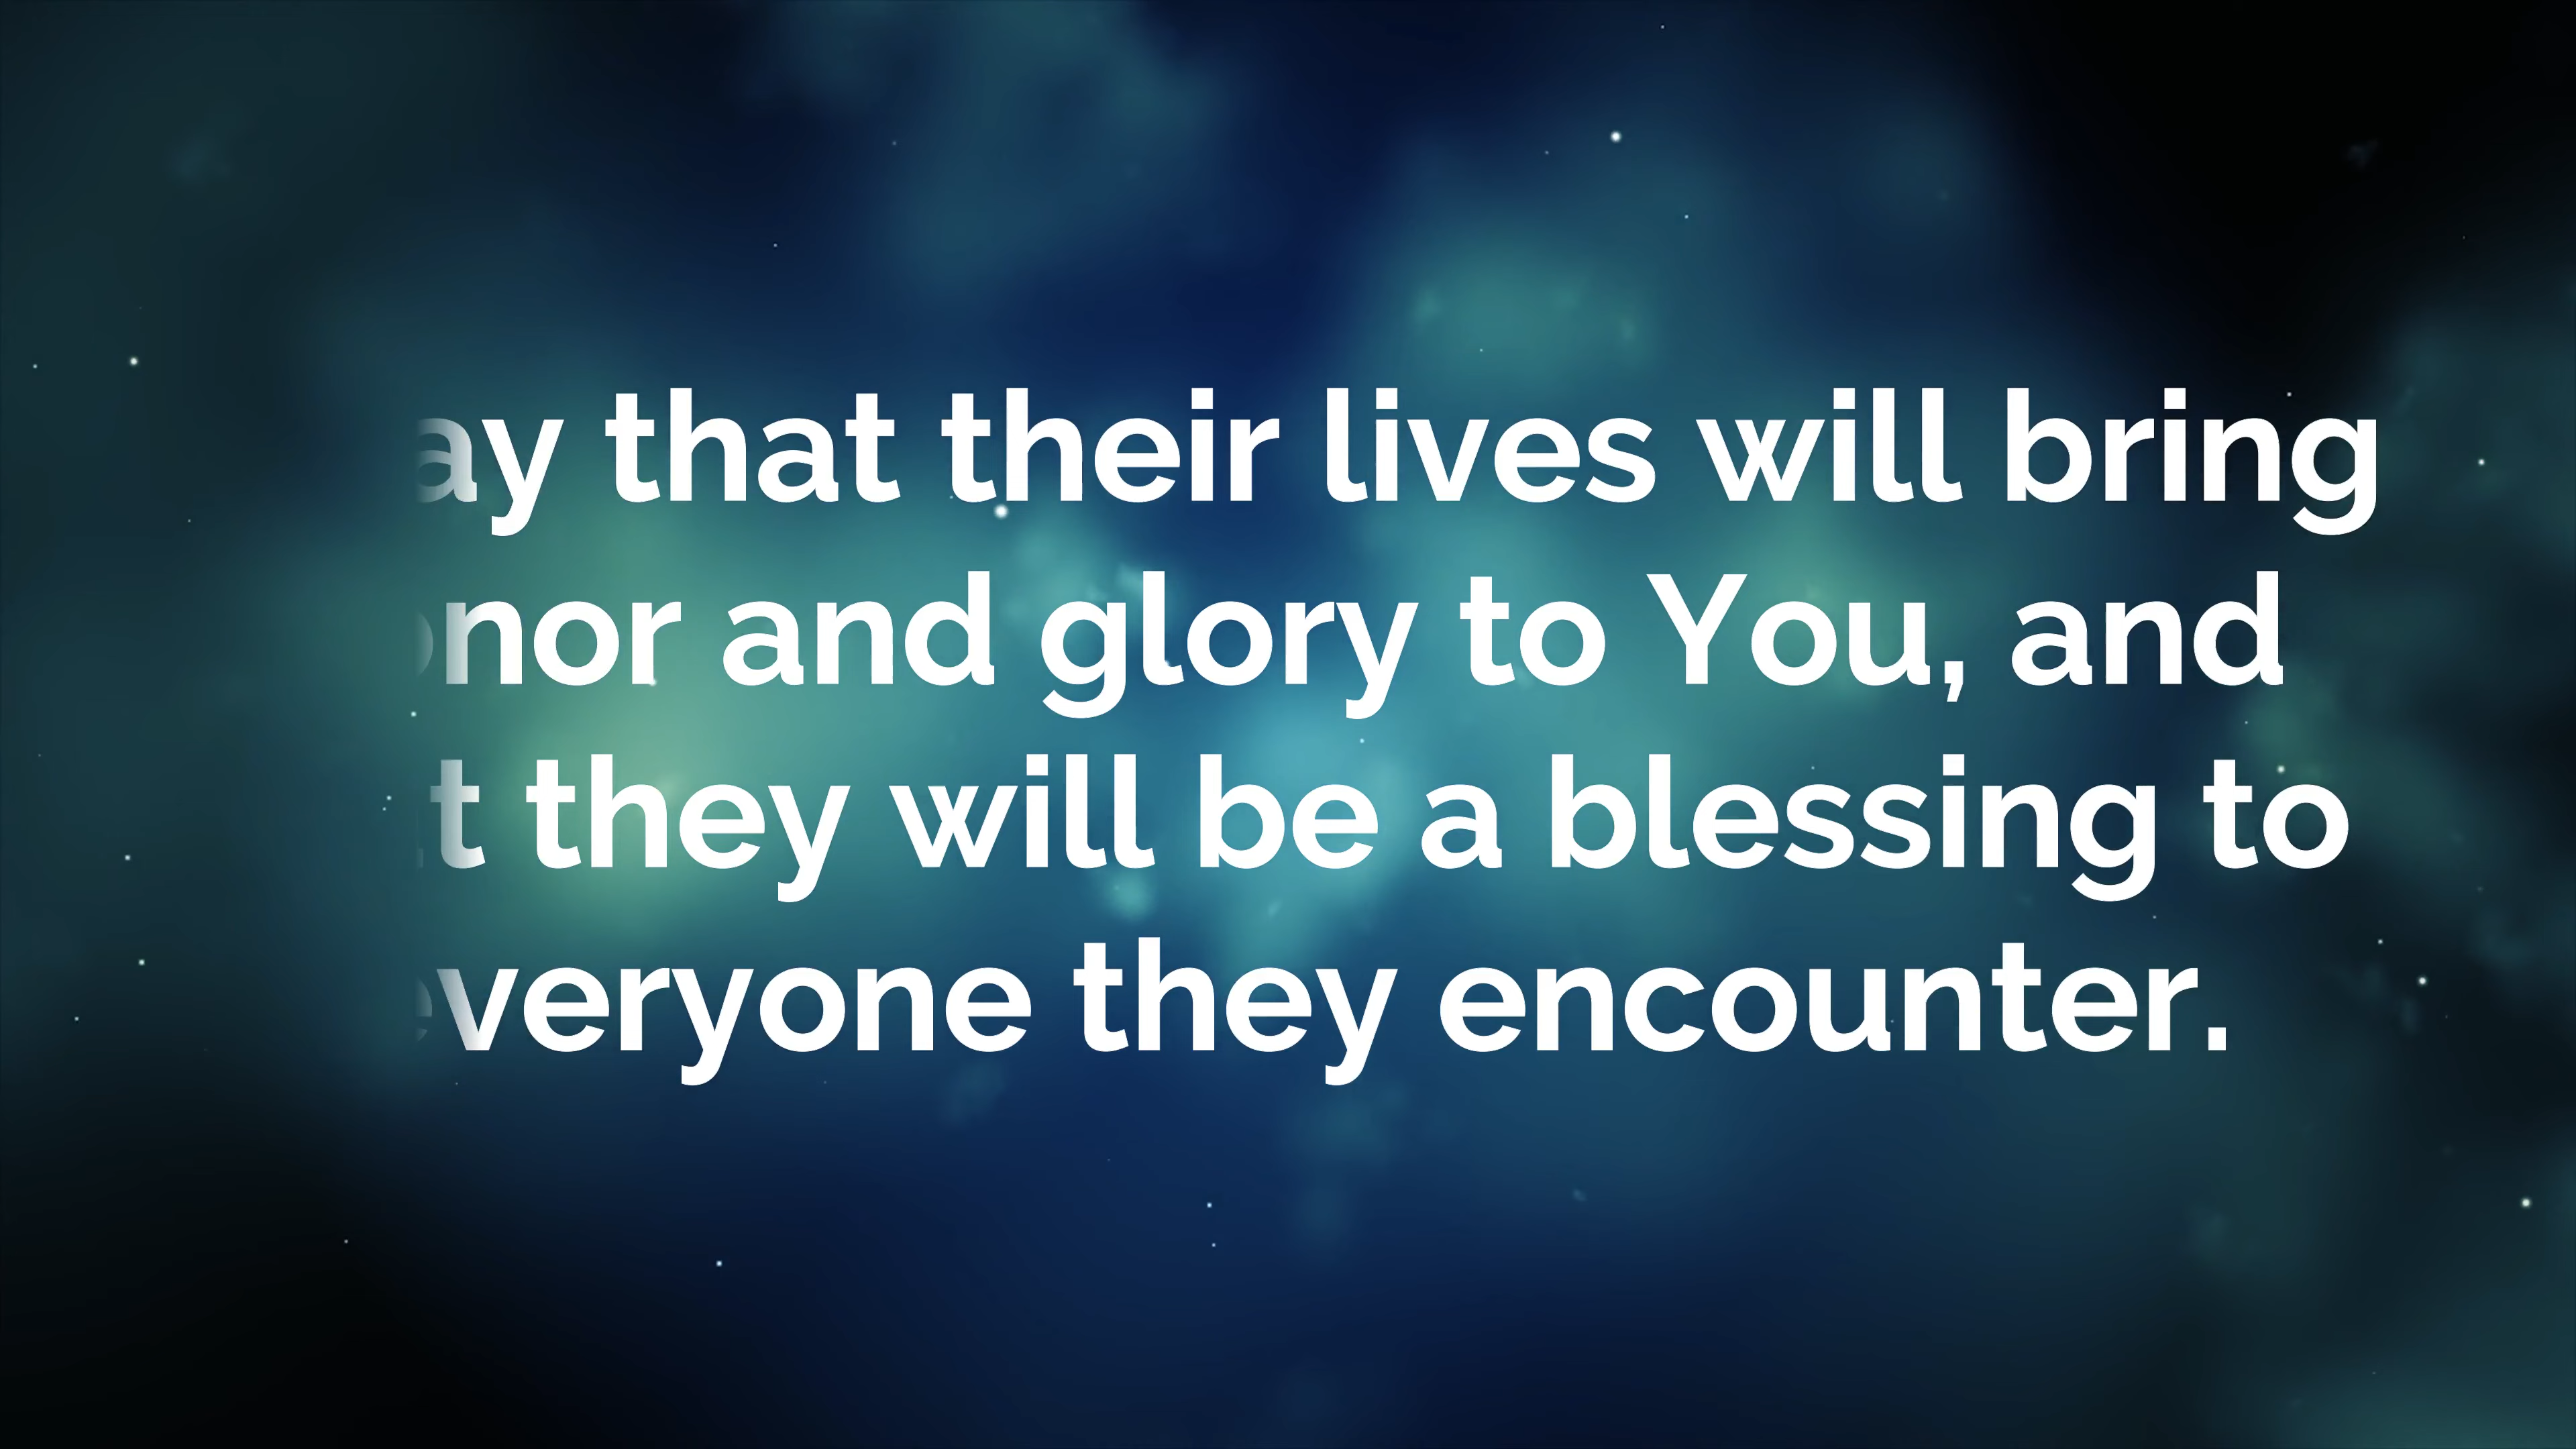 ay that their lives will bring
nor and glory to You, and
t they will be a blessing to
everyone they encounter.